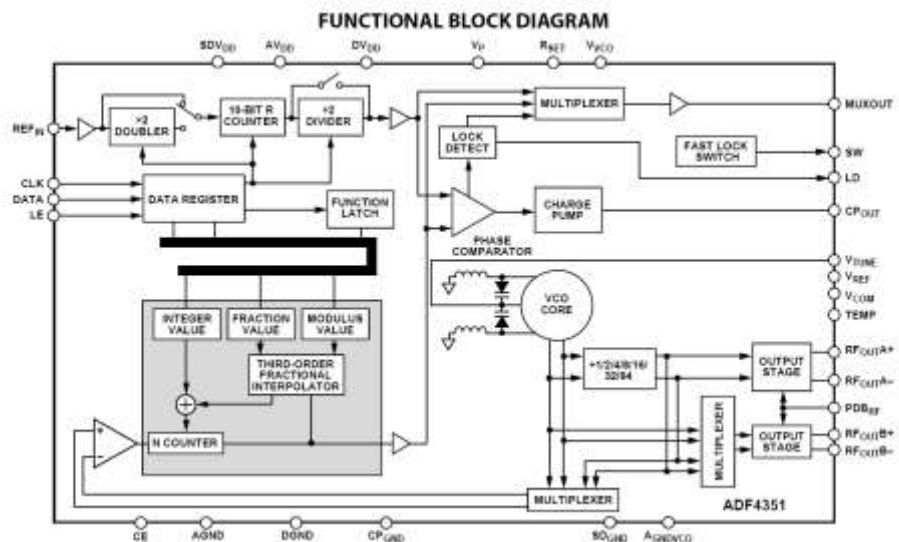 FUNCTIONAL BLOCK DIAGRAM
SDVDD AVDD DVDD VP RSET VVCO
REFIN
×2
DOUBLER
10-BIT R
COUNTER
÷2
DIVIDER
MULTIPLEXER
MUXOUT
LOCK
DETECT
FAST LOCK
SWITCH
SW
LD
CLK
DATA
LE
DATA REGISTER
FUNCTION
LATCH
CHARGE
PUMP
CPOUT
PHASE
COMPARATOR
VTUNE
VREF
VCOM
TEMP
VCO
CORE
INTEGER
VALUE
FRACTION
VALUE
MODULUS
VALUE
THIRD-ORDER
FRACTIONAL
INTERPOLATOR
N COUNTER
÷1/2/4/8/16/
32/64
OUTPUT
STAGE
RFOUTA+
RFOUTA−
PDBRF
MULTIPLEXER
OUTPUT
STAGE
RFOUTB+
RFOUTB−
MULTIPLEXER
ADF4351
CE AGND DGND CPGND SDGND AGNDVCO